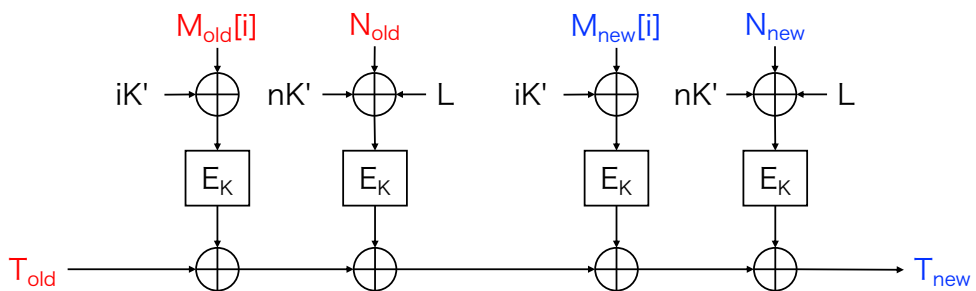 M_old[i] N_old M_new[i] N_new
iK' nK' L iK' nK' L
E_K E_K E_K E_K
T_old T_new